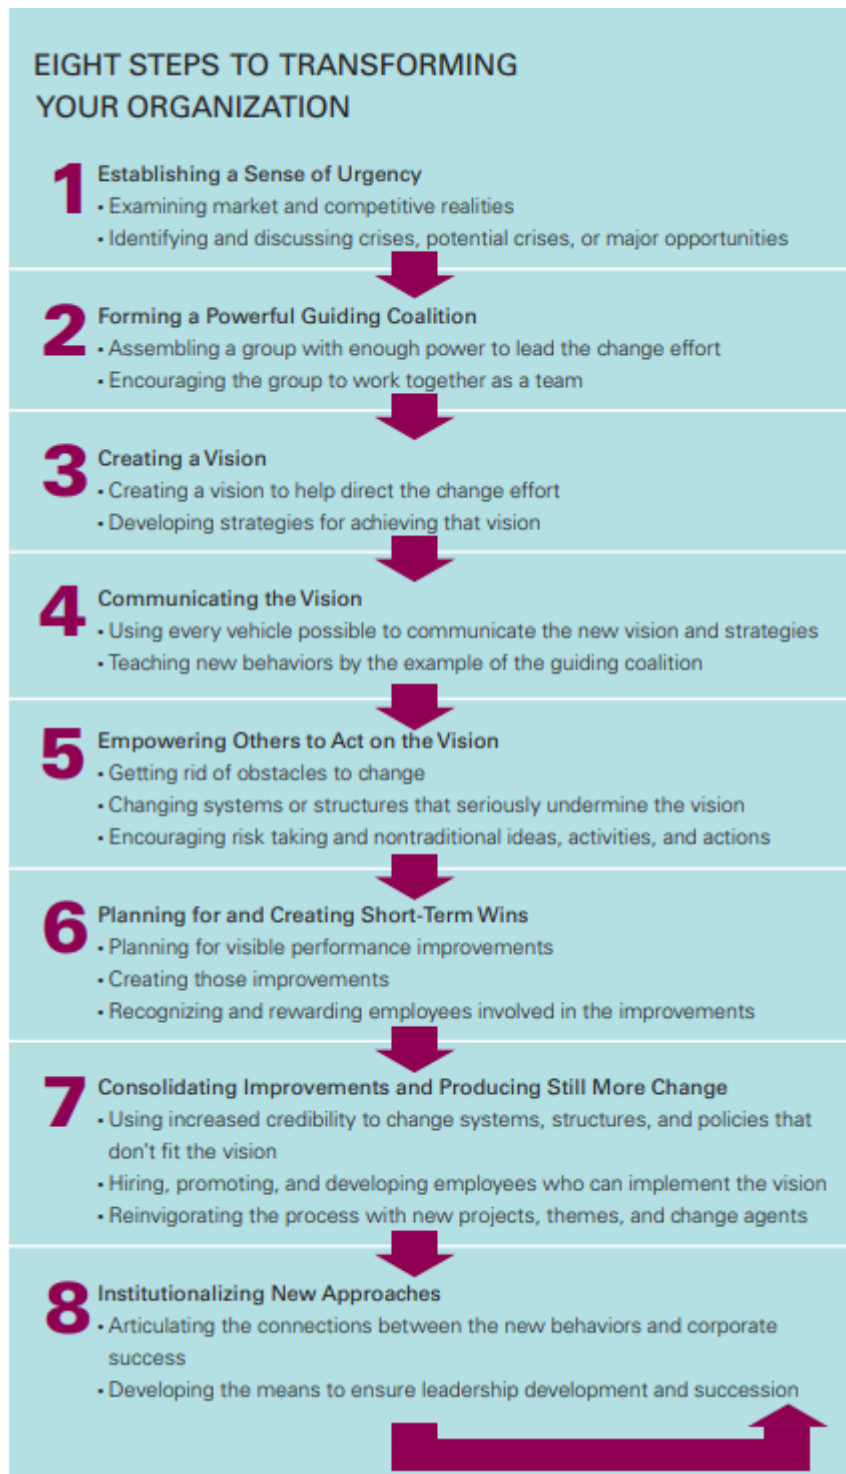 EIGHT STEPS TO TRANSFORMING
YOUR ORGANIZATION
1 Establishing a Sense of Urgency
• Examining market and competitive realities
• Identifying and discussing crises, potential crises, or major opportunities
2 Forming a Powerful Guiding Coalition
• Assembling a group with enough power to lead the change effort
• Encouraging the group to work together as a team
3 Creating a Vision
• Creating a vision to help direct the change effort
• Developing strategies for achieving that vision
4 Communicating the Vision
• Using every vehicle possible to communicate the new vision and strategies
• Teaching new behaviors by the example of the guiding coalition
5 Empowering Others to Act on the Vision
• Getting rid of obstacles to change
• Changing systems or structures that seriously undermine the vision
• Encouraging risk taking and nontraditional ideas, activities, and actions
6 Planning for and Creating Short-Term Wins
• Planning for visible performance improvements
• Creating those improvements
• Recognizing and rewarding employees involved in the improvements
7 Consolidating Improvements and Producing Still More Change
• Using increased credibility to change systems, structures, and policies that
don't fit the vision
• Hiring, promoting, and developing employees who can implement the vision
• Reinvigorating the process with new projects, themes, and change agents
8 Institutionalizing New Approaches
• Articulating the connections between the new behaviors and corporate
success
• Developing the means to ensure leadership development and succession